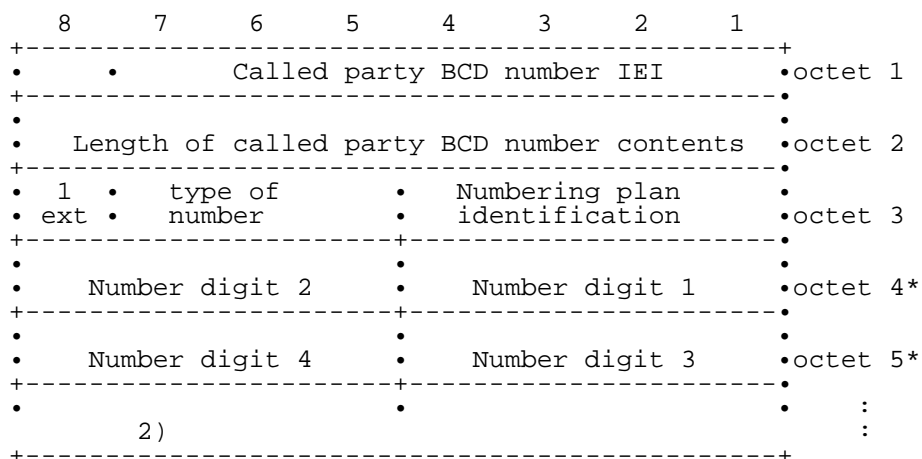 8 7 6 5 4 3 2 1
Called party BCD number IEI octet 1
Length of called party BCD number contents octet 2
1 type of Numbering plan
ext number identification octet 3
Number digit 2 Number digit 1 octet 4*
Number digit 4 Number digit 3 octet 5*
:
2) :